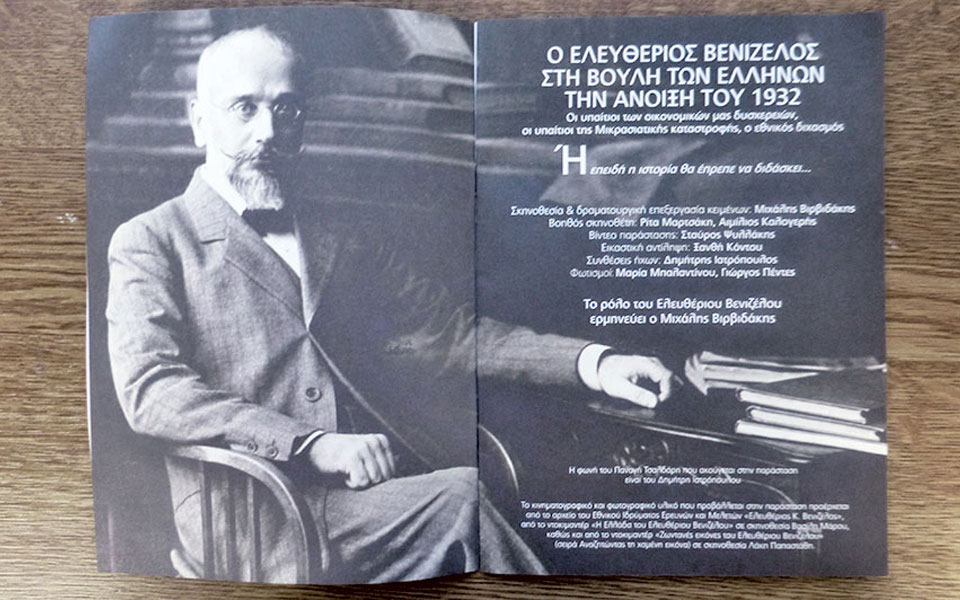 Ο ΕΛΕΥΘΕΡΙΟΣ ΒΕΝΙΖΕΛΟΣ
ΣΤΗ ΒΟΥΛΗ ΤΩΝ ΕΛΛΗΝΩΝ
ΤΗΝ ΑΝΟΙΞΗ ΤΟΥ 1932
Οι υπαίτιοι των οικονομικών μας δυσχερειών,
οι υπαίτιοι της Μικρασιατικής καταστροφής, ο εθνικός διχασμός
Ή επειδή η ιστορία θα έπρεπε να διδάσκει...
Σκηνοθεσία & δραματουργική επεξεργασία κειμένων: Μιχάλης Βιρβιδάκης
Βοηθός σκηνοθέτη: Ρίτα Μαρτσάκη, Αιμίλιος Καλογερής
Βίντεο παράστασης: Σταύρος Ψυλλάκης
Εικαστική αντίληψη: Ξανθή Κόντου
Συνθέσεις ήχων: Δημήτρης Ιατρόπουλος
Φωτισμοί: Μαρία Μπαλαντίνου, Γιώργος Πέντες
Το ρόλο του Ελευθέριου Βενιζέλου
ερμηνεύει ο Μιχάλης Βιρβιδάκης
Η φωνή του Παναγή Τσαλδάρη που ακούγεται στην παράσταση
είναι του Δημήτρη Ιατρόπουλου
Το κινηματογραφικό και φωτογραφικό υλικό που προβάλλεται στην παράσταση προέρχεται
από το αρχείο του Εθνικού Ιδρύματος Ερευνών και Μελετών «Ελευθέριος Κ. Βενιζέλος»,
από το ντοκιμαντέρ «Η Ελλάδα του Ελευθέριου Βενιζέλου» σε σκηνοθεσία Βασίλη Μάρου,
καθώς και από το ντοκιμαντέρ «Ζωντανές εικόνες του Ελευθέριου Βενιζέλου»
(σειρά Αναζητώντας τη χαμένη εικόνα) σε σκηνοθεσία Λάκη Παπαστάθη.